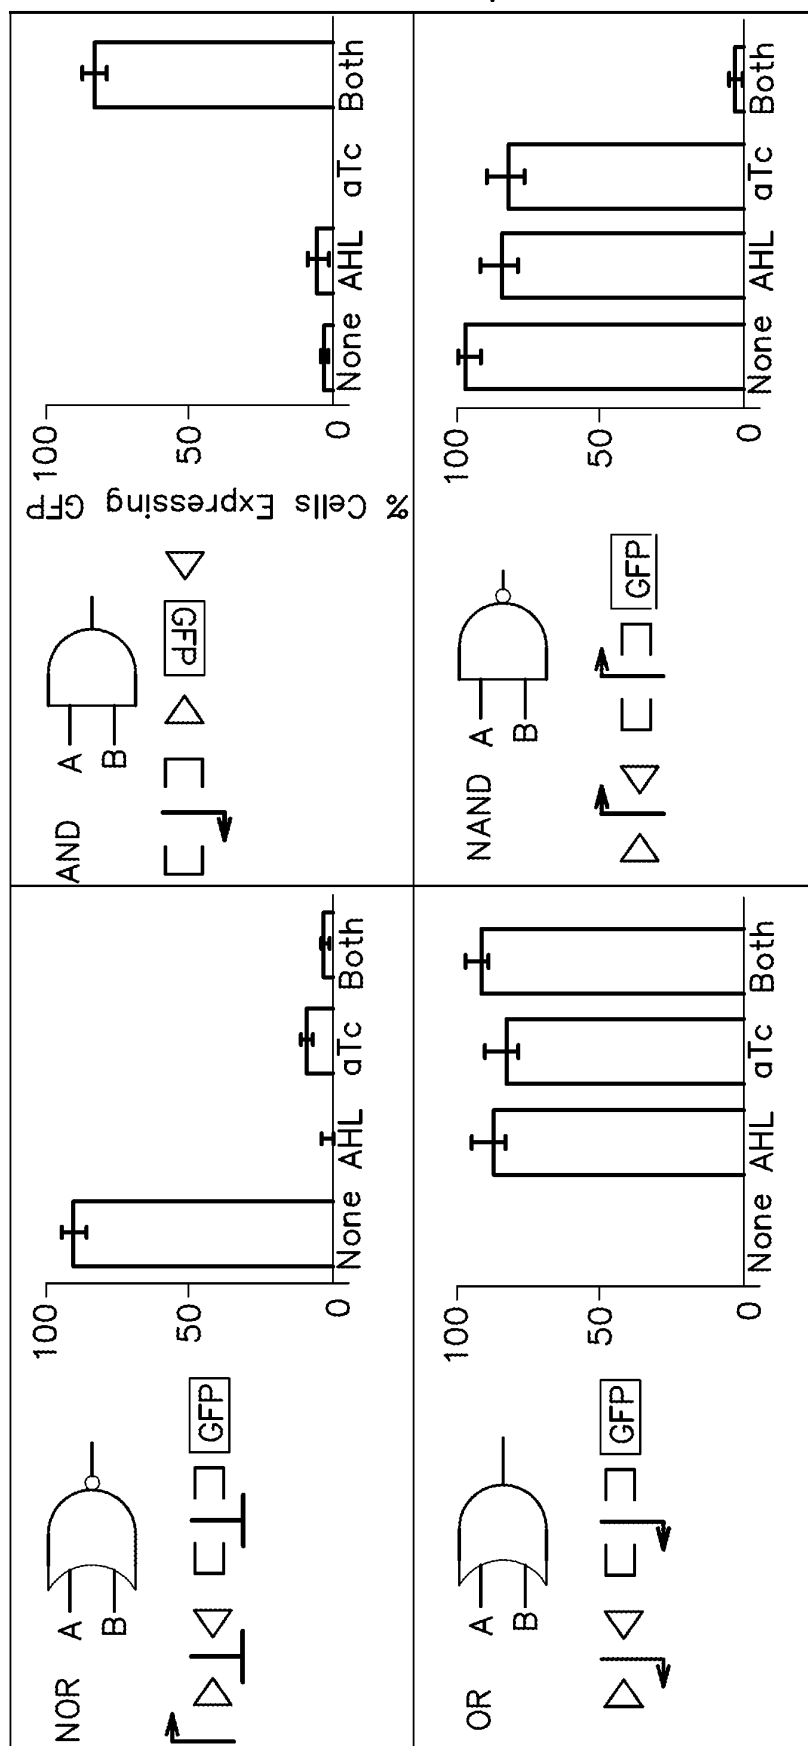 NOR
A
B
GFP
100
50
0
None AHL aTc Both
AND
A
B
GFP
% Cells Expressing GFP
100
50
0
None AHL aTc Both
OR
A
B
GFP
100
50
0
None AHL aTc Both
NAND
A
B
GFP
100
50
0
None AHL aTc Both